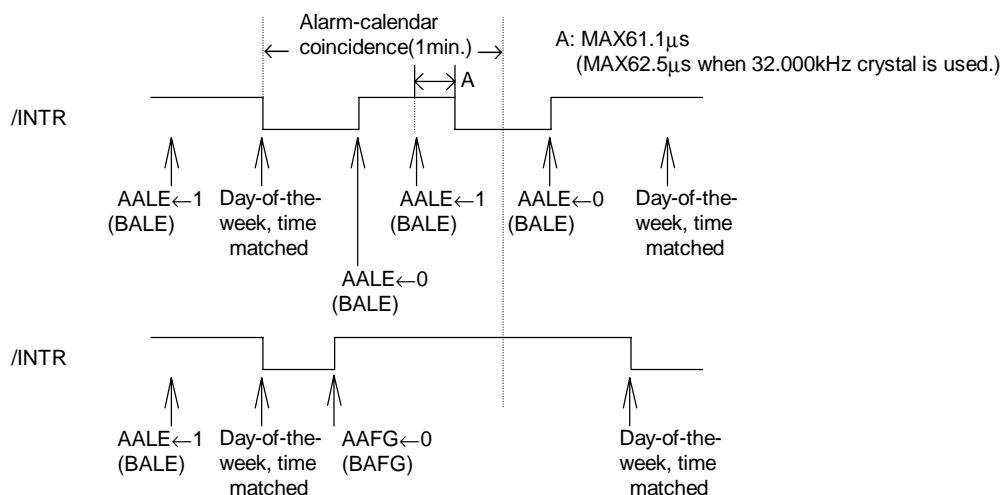 Alarm-calendar
coincidence(1min.)
A: MAX61.1μs
(MAX62.5μs when 32.000kHz crystal is used.)
A
/INTR
AALE←1
(BALE)
Day-of-the-
week, time
matched
AALE←0
(BALE)
AALE←1
(BALE)
AALE←0
(BALE)
Day-of-the-
week, time
matched
/INTR
AALE←1
(BALE)
Day-of-the-
week, time
matched
AAFG←0
(BAFG)
Day-of-the-
week, time
matched